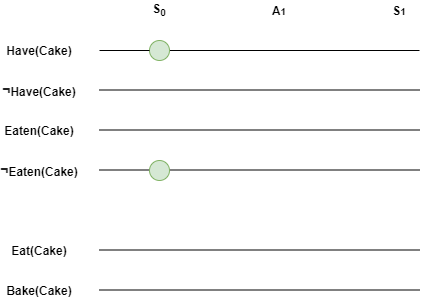 S0 A1 S1
Have(Cake)
¬Have(Cake)
Eaten(Cake)
¬Eaten(Cake)
Eat(Cake)
Bake(Cake)